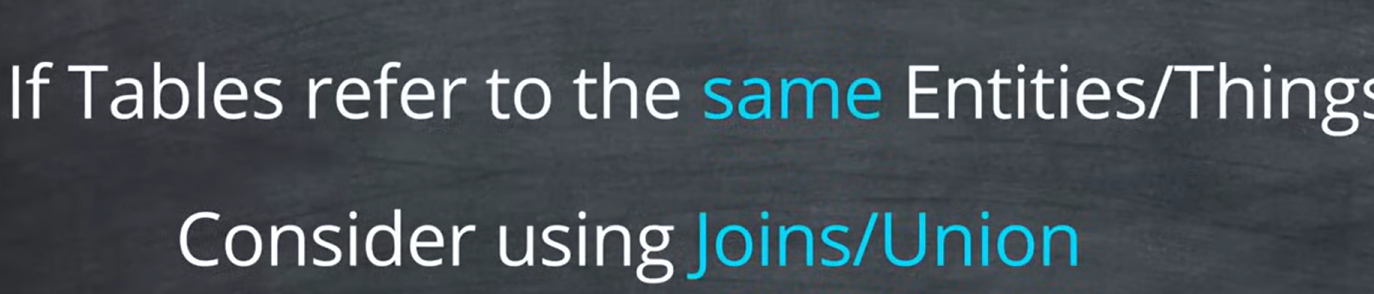 If Tables refer to the same Entities/Things
Consider using Joins/Union